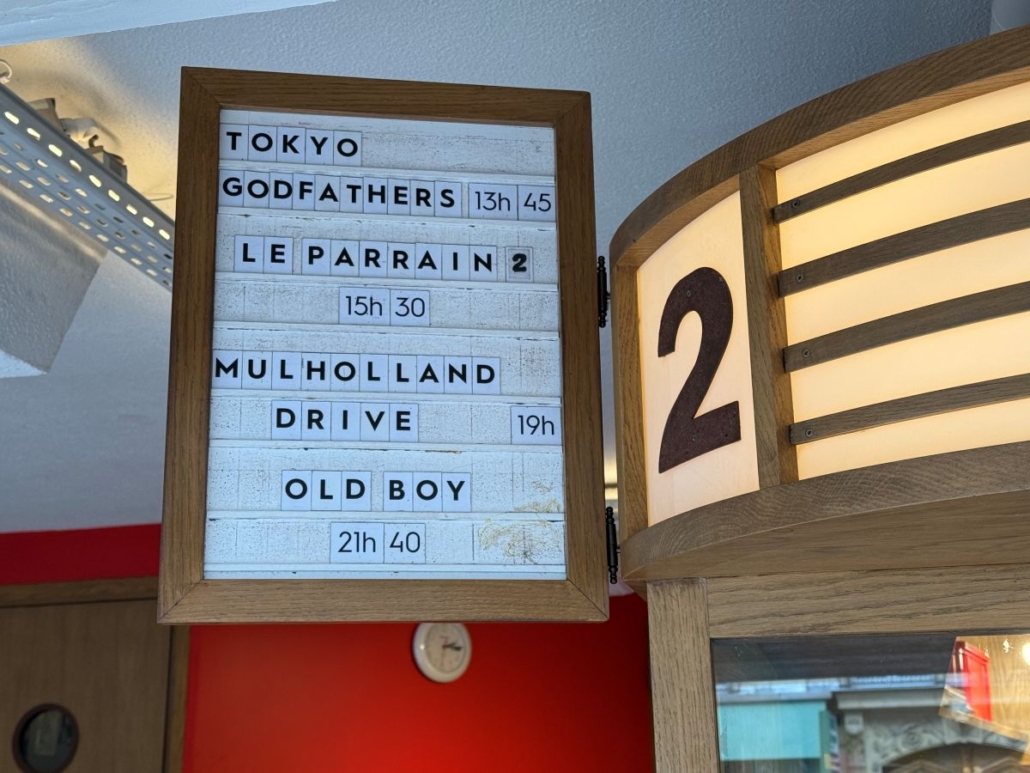 TOKYO
GODFATHERS 13h 45
LE PARRAIN 2
15h 30
MULHOLLAND
DRIVE 19h
OLD BOY
21h 40
2